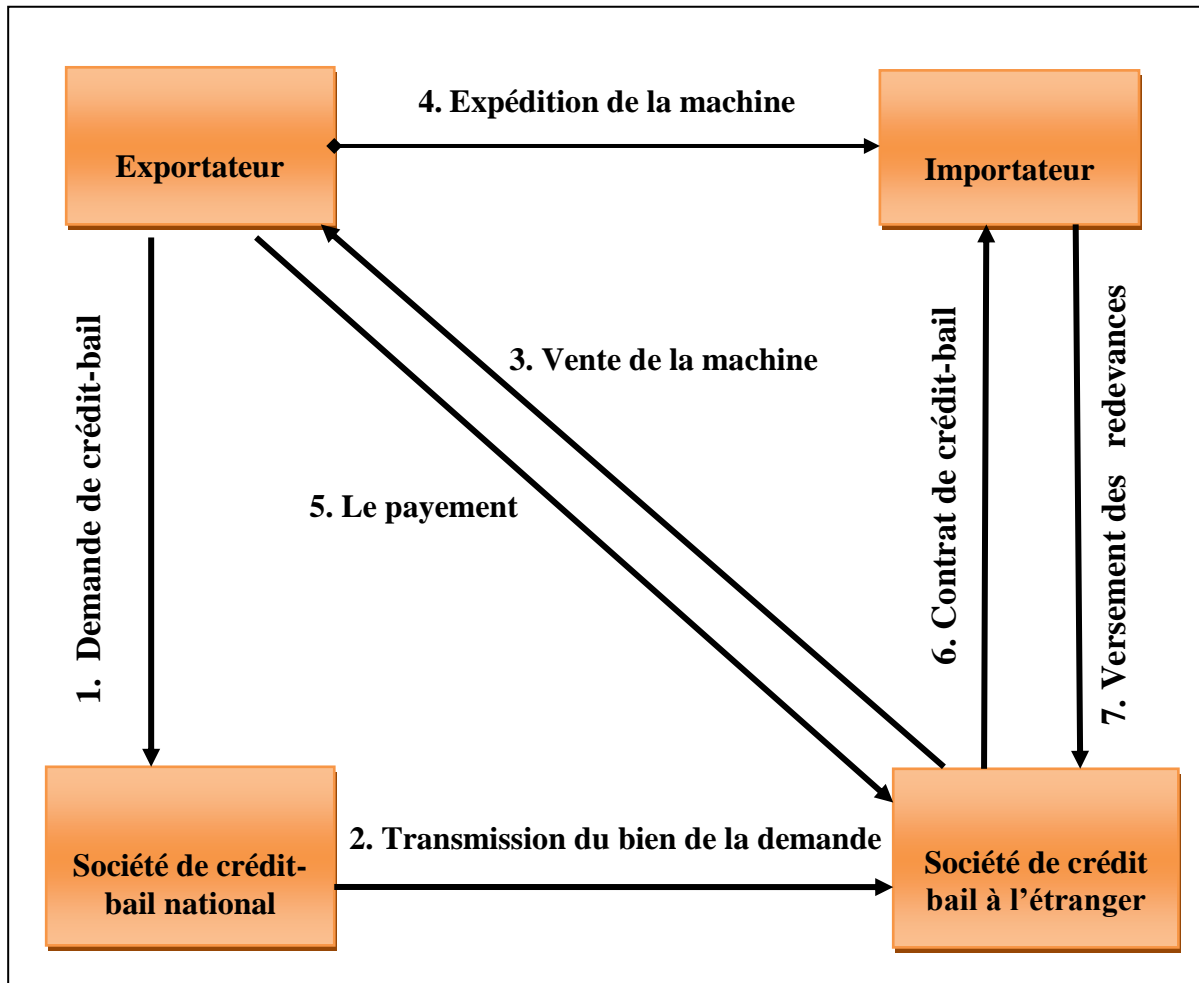 4. Expédition de la machine
Exportateur
Importateur
1. Demande de crédit-bail
3. Vente de la machine
5. Le payement
6. Contrat de crédit-bail
7. Versement des redevances
2. Transmission du bien de la demande
Société de crédit-
bail national
Société de crédit
bail à l’étranger